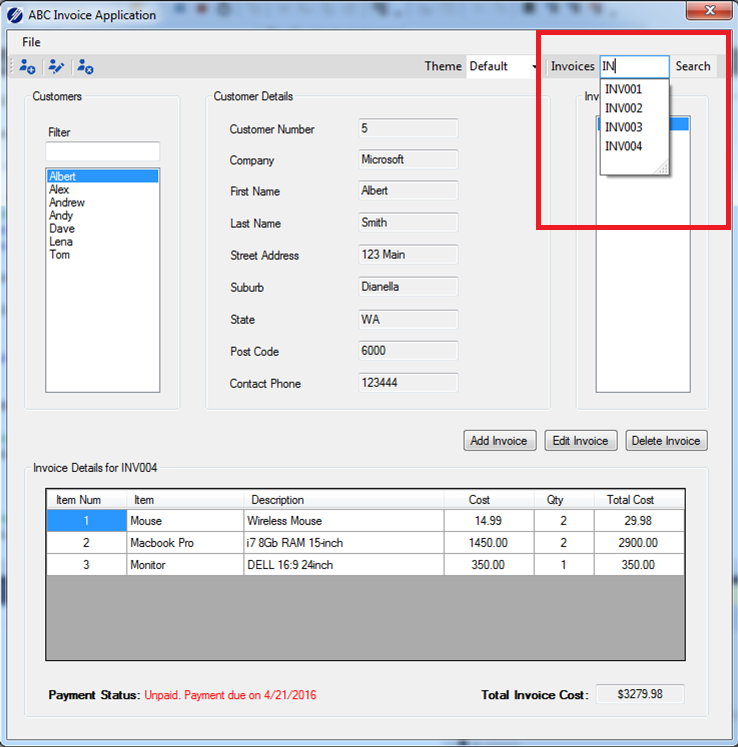 ABC Invoice Application
File
Theme Default Invoices IN Search
INV001
INV002
INV003
INV004
Customers
Filter
Albert
Alex
Andrew
Andy
Dave
Lena
Tom
Customer Details
Customer Number 5
Company Microsoft
First Name Albert
Last Name Smith
Street Address 123 Main
Suburb Dianella
State WA
Post Code 6000
Contact Phone 123444
Add Invoice Edit Invoice Delete Invoice
Invoice Details for INV004
Item Num Item Description Cost Qty Total Cost
1 Mouse Wireless Mouse 14.99 2 29.98
2 Macbook Pro i7 8Gb RAM 15-inch 1450.00 2 2900.00
3 Monitor DELL 16:9 24inch 350.00 1 350.00
Payment Status: Unpaid. Payment due on 4/21/2016 Total Invoice Cost: $3279.98